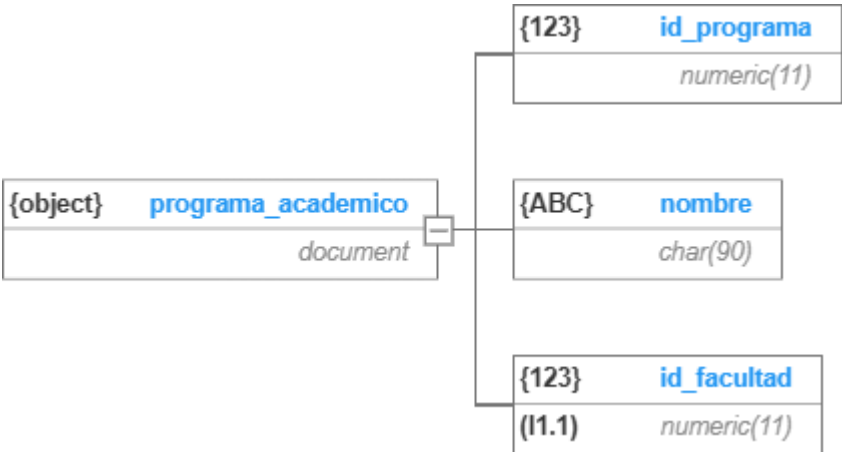 {123} id_programa
numeric(11)
{object} programa_academico
document
{ABC} nombre
char(90)
{123} id_facultad
(I1.1) numeric(11)